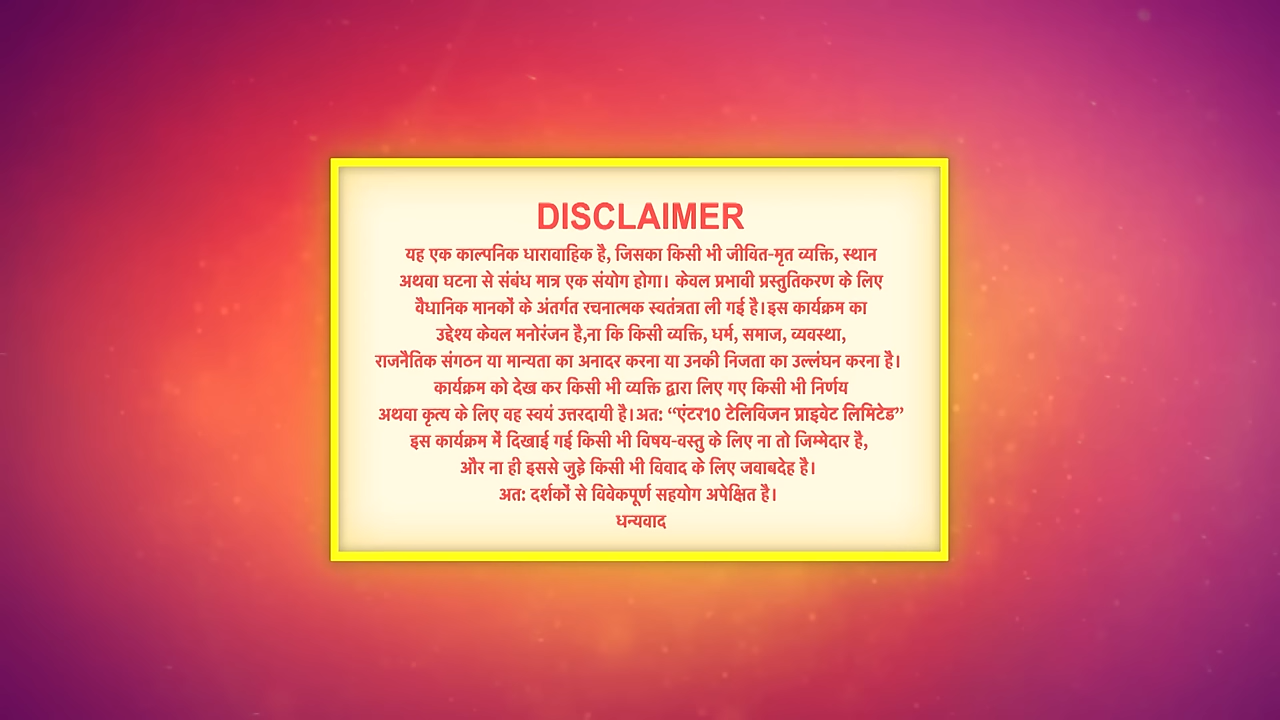 DISCLAIMER
यह एक काल्पनिक धारावाहिक है, जिसका किसी भी जीवित-मृत व्यक्ति, स्थान
अथवा घटना से संबंध मात्र एक संयोग होगा। केवल प्रभावी प्रस्तुतिकरण के लिए
वैधानिक मानकों के अंतर्गत रचनात्मक स्वतंत्रता ली गई है।इस कार्यक्रम का
उद्देश्य केवल मनोरंजन है,ना कि किसी व्यक्ति, धर्म, समाज, व्यवस्था,
राजनैतिक संगठन या मान्यता का अनादर करना या उनकी निजता का उल्लंघन करना है।
कार्यक्रम को देख कर किसी भी व्यक्ति द्वारा लिए गए किसी भी निर्णय
अथवा कृत्य के लिए वह स्वयं उत्तरदायी है।अत: “एंटर10 टेलिविजन प्राइवेट लिमिटेड”
इस कार्यक्रम में दिखाई गई किसी भी विषय-वस्तु के लिए ना तो जिम्मेदार है,
और ना ही इससे जुड़े किसी भी विवाद के लिए जवाबदेह है।
अत: दर्शकों से विवेकपूर्ण सहयोग अपेक्षित है।
धन्यवाद